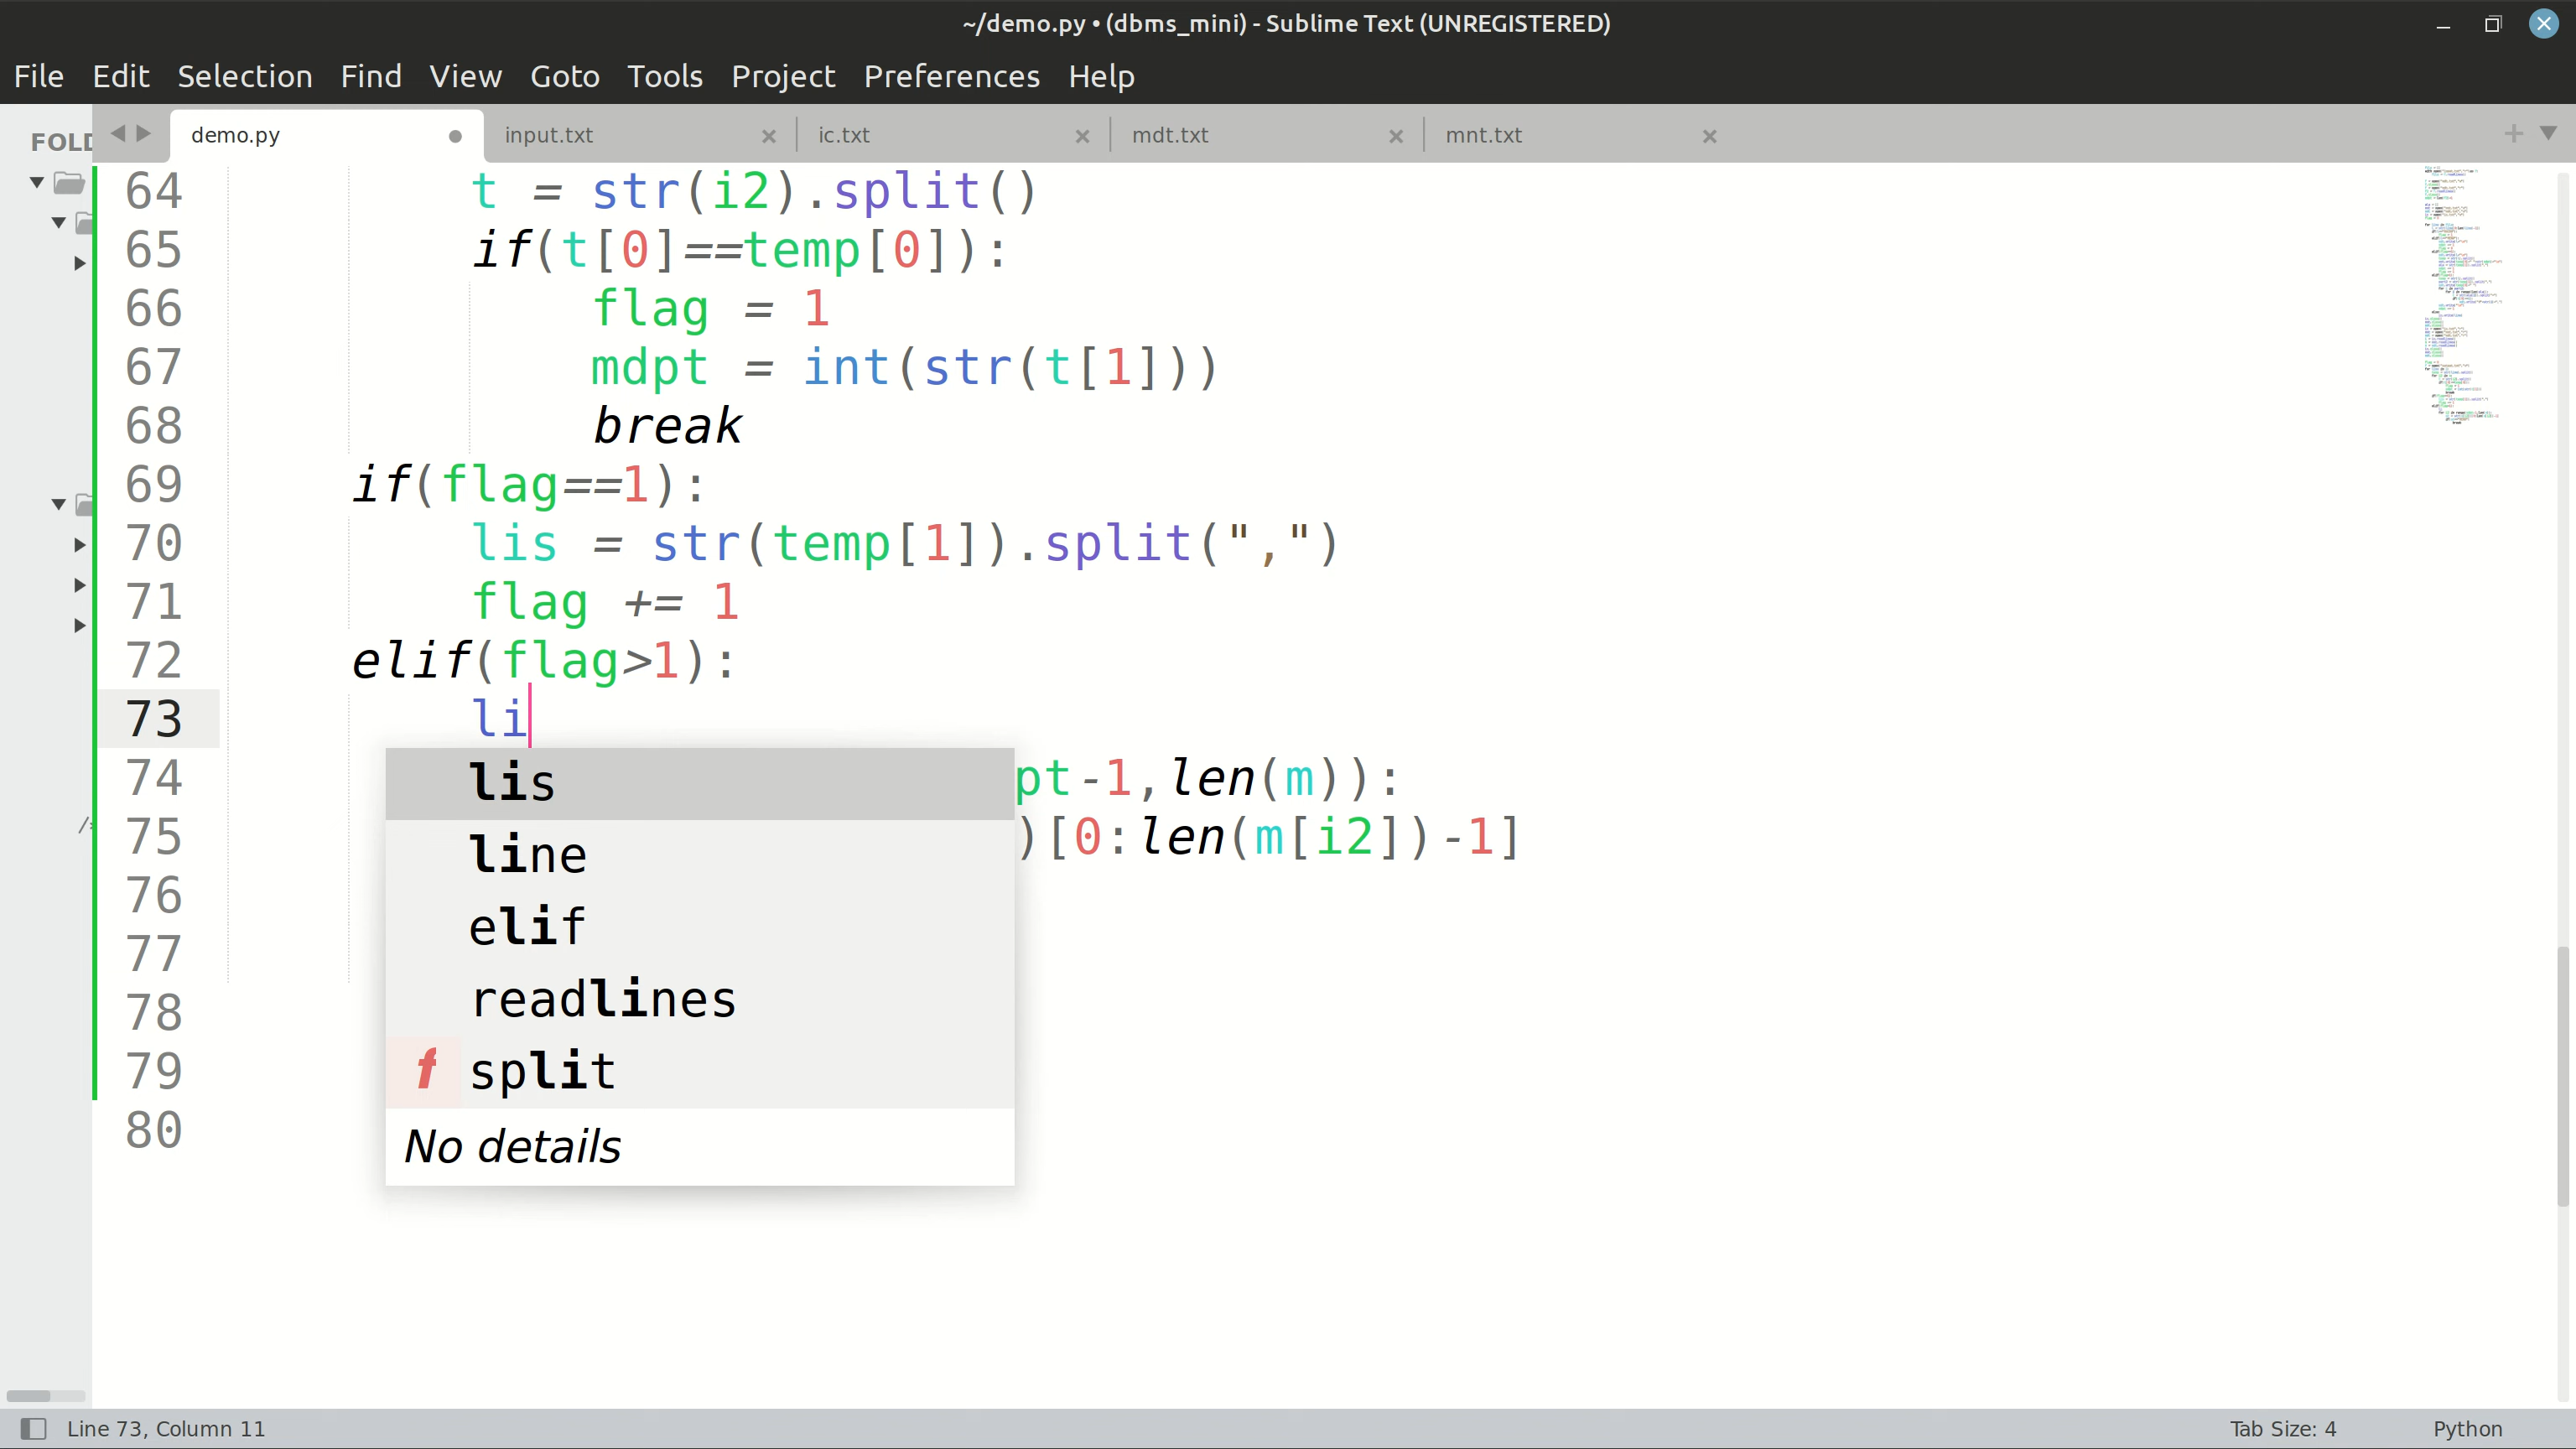 ~/demo.py • (dbms_mini) - Sublime Text (UNREGISTERED)
File Edit Selection Find View Goto Tools Project Preferences Help
FOLD
demo.py input.txt ic.txt mdt.txt mnt.txt
64 t = str(i2).split()
65 if(t[0]==temp[0]):
66 flag = 1
67 mdpt = int(str(t[1]))
68 break
69 if(flag==1):
70 lis = str(temp[1]).split(",")
71 flag += 1
72 elif(flag>1):
73 li
lis
74 pt-1,len(m)):
line
75 )[0:len(m[i2])-1]
76
elif
77
readlines
78
79
f split
80
No details
Line 73, Column 11 Tab Size: 4 Python